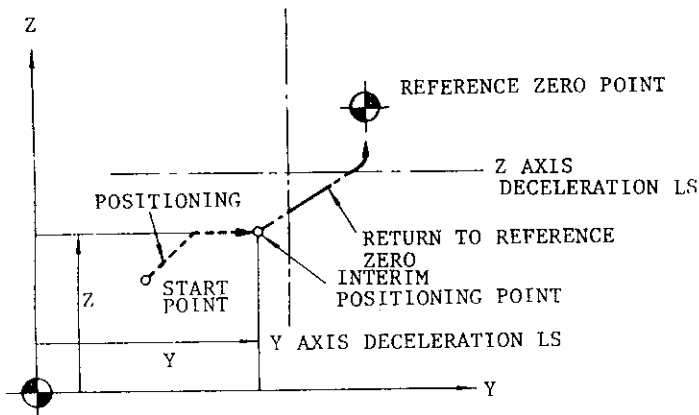 Z
REFERENCE ZERO POINT
Z AXIS
DECELERATION LS
POSITIONING
RETURN TO REFERENCE
ZERO
START
POINT
INTERIM
POSITIONING POINT
Z
Y AXIS DECELERATION LS
Y
Y